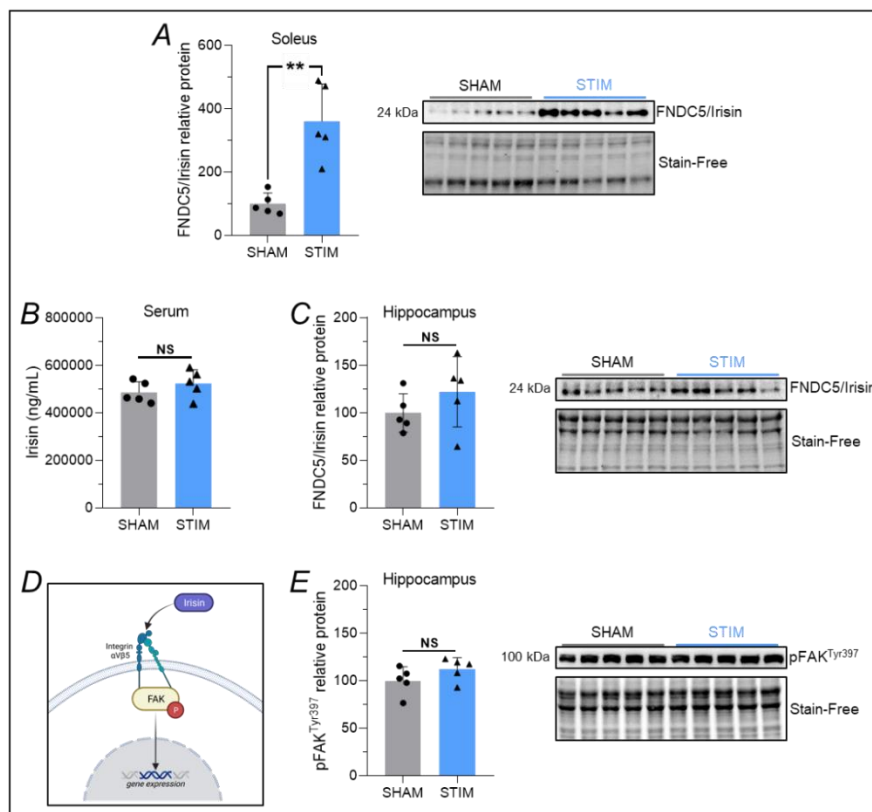 A
Soleus
FNDC5/Irisin relative protein
600
400
200
0
**
SHAM
STIM
SHAM STIM
24 kDa
FNDC5/Irisin
Stain-Free
B
Serum
Irisin (ng/mL)
800000
600000
400000
200000
0
NS
SHAM
STIM
C
Hippocampus
FNDC5/Irisin relative protein
200
150
100
50
0
NS
SHAM
STIM
SHAM STIM
24 kDa
FNDC5/Irisin
Stain-Free
D
Irisin
Integrin
αVβ5
FAK
P
gene expression
E
Hippocampus
pFAK^Tyr397 relative protein
200
150
100
50
0
NS
SHAM
STIM
SHAM STIM
100 kDa
pFAK^Tyr397
Stain-Free